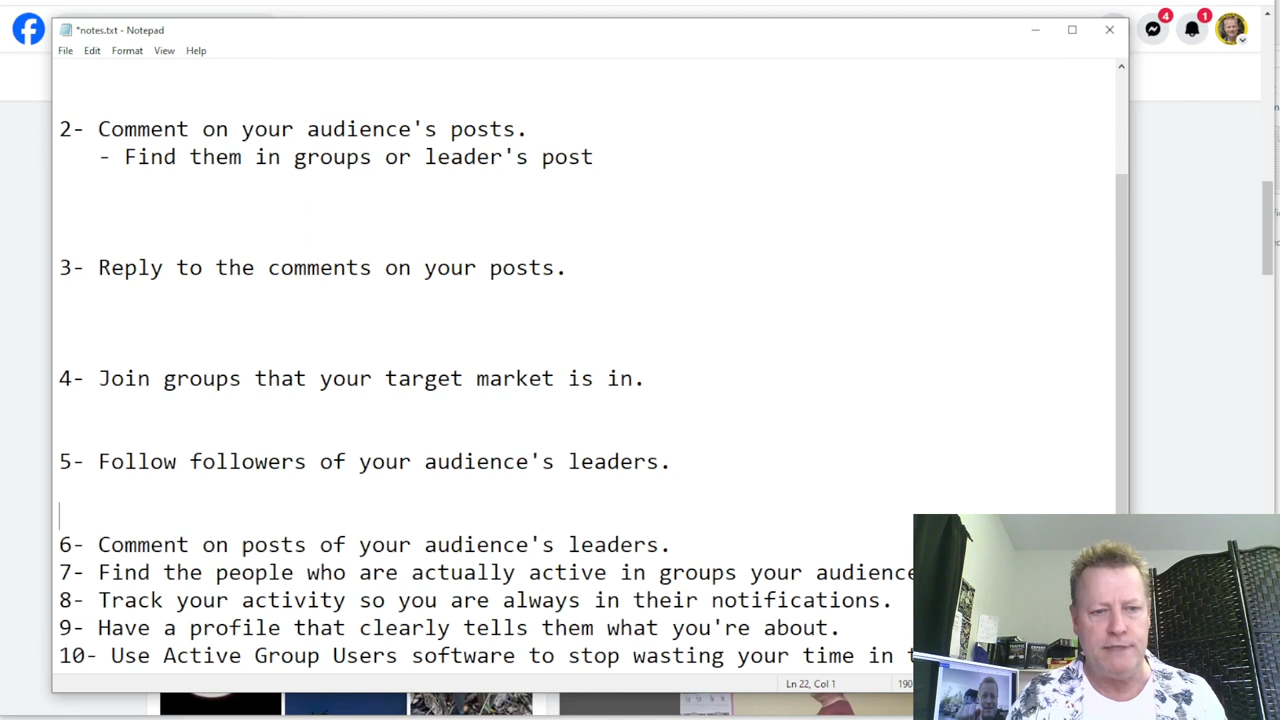 *notes.txt - Notepad
4
1
File Edit Format View Help
2- Comment on your audience's posts.
- Find them in groups or leader's post
3- Reply to the comments on your posts.
4- Join groups that your target market is in.
5- Follow followers of your audience's leaders.
6- Comment on posts of your audience's leaders.
7- Find the people who are actually active in groups your audience
8- Track your activity so you are always in their notifications.
9- Have a profile that clearly tells them what you're about.
10- Use Active Group Users software to stop wasting your time in
Ln 22, Col 1
190